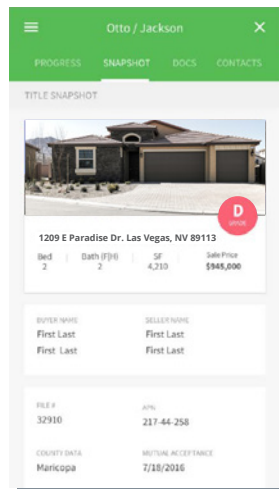 Otto / Jackson
PROGRESS SNAPSHOT DOCS CONTACTS
TITLE SNAPSHOT
D
GRADE
1209 E Paradise Dr. Las Vegas, NV 89113
Bed Bath (F|H) SF Sale Price
2 2 4,210 $945,000
BUYER NAME SELLER NAME
First Last First Last
First Last First Last
FILE # APN
32910 217-44-258
COUNTY DATA MUTUAL ACCEPTANCE
Maricopa 7/18/2016